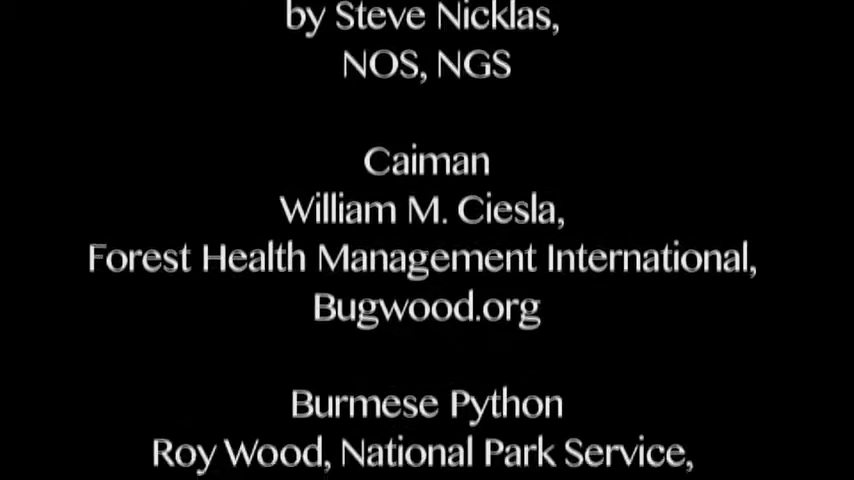 by Steve Nicklas,
NOS, NGS
Caiman
William M. Ciesla,
Forest Health Management International,
Bugwood.org
Burmese Python
Roy Wood, National Park Service,